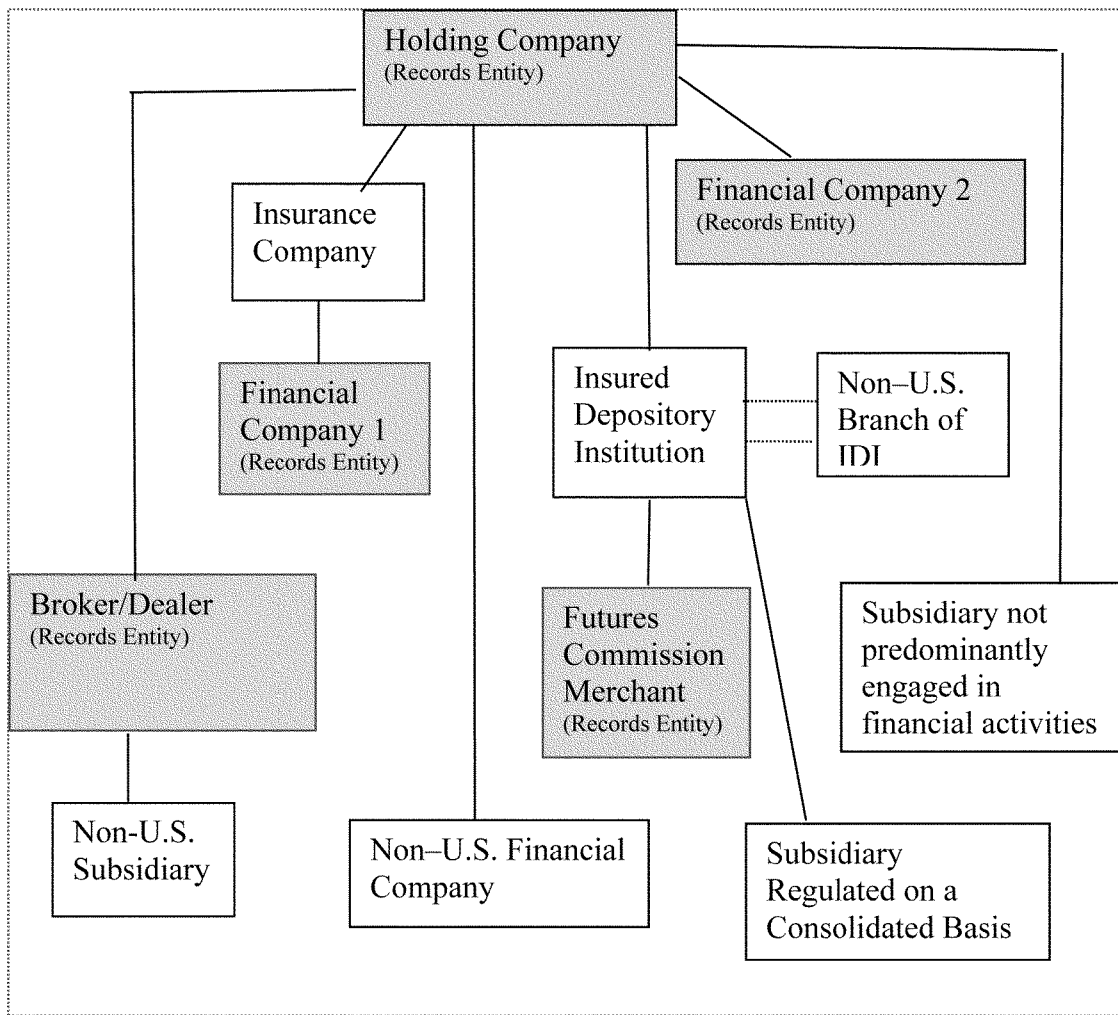 Holding Company
(Records Entity)
Insurance
Company
Financial Company 2
(Records Entity)
Financial
Company 1
(Records Entity)
Insured
Depository
Institution
Non–U.S.
Branch of
IDI
Broker/Dealer
(Records Entity)
Futures
Commission
Merchant
(Records Entity)
Subsidiary not
predominantly
engaged in
financial activities
Non-U.S.
Subsidiary
Non–U.S. Financial
Company
Subsidiary
Regulated on a
Consolidated Basis